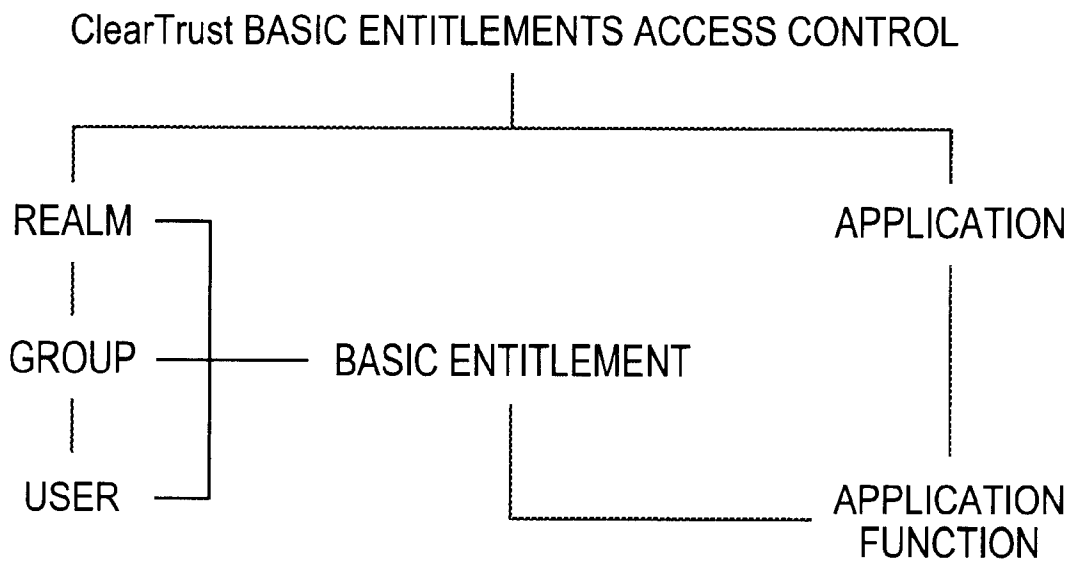 ClearTrust BASIC ENTITLEMENTS ACCESS CONTROL
REALM
APPLICATION
GROUP
BASIC ENTITLEMENT
USER
APPLICATION
FUNCTION